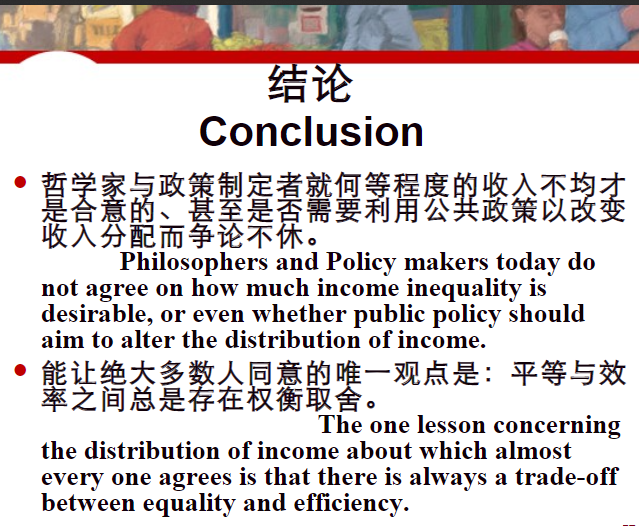 结论
Conclusion
哲学家与政策制定者就何等程度的收入不均才
是合意的、甚至是否需要利用公共政策以改变
收入分配而争论不休。
Philosophers and Policy makers today do
not agree on how much income inequality is
desirable, or even whether public policy should
aim to alter the distribution of income.
能让绝大多数人同意的唯一观点是：平等与效
率之间总是存在权衡取舍。
The one lesson concerning
the distribution of income about which almost
every one agrees is that there is always a trade-off
between equality and efficiency.